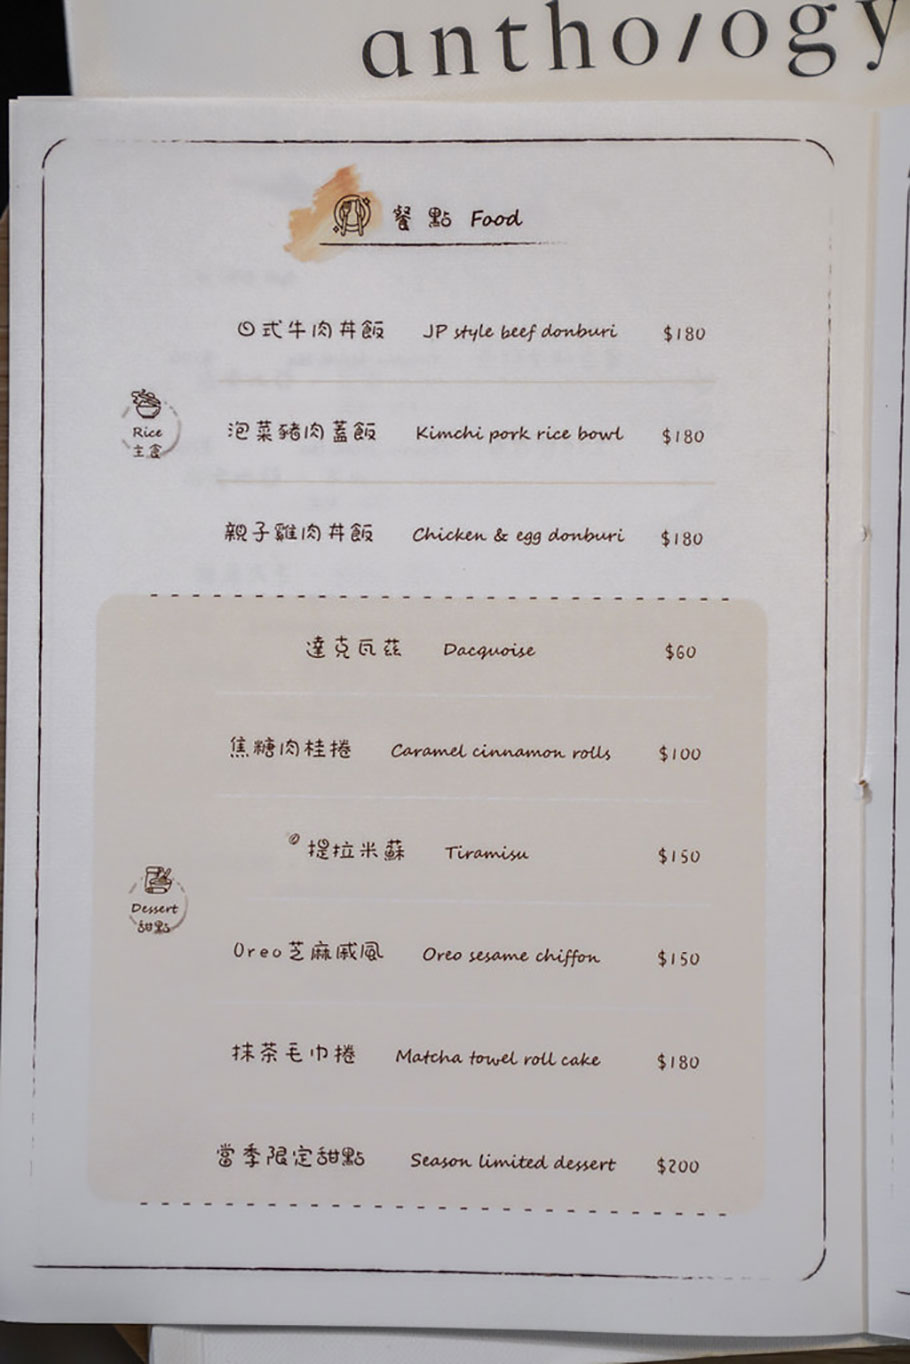 anthology
餐點 Food
日式牛肉丼飯 JP style beef donburi $180
Rice
主食
泡菜豬肉蓋飯 Kimchi pork rice bowl $180
親子雞肉丼飯 Chicken & egg donburi $180
達克瓦茲 Dacquoise $60
焦糖肉桂捲 Caramel cinnamon rolls $100
提拉米蘇 Tiramisu $150
Dessert
甜點
Oreo芝麻戚風 Oreo sesame chiffon $150
抹茶毛巾捲 Matcha towel roll cake $180
當季限定甜點 Season limited dessert $200